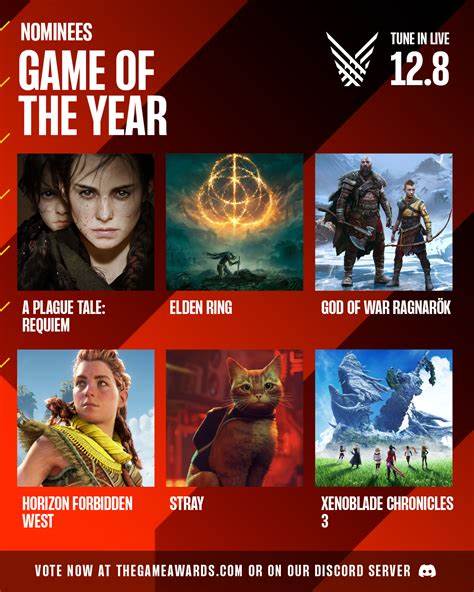 NOMINEES
GAME OF
THE YEAR
TUNE IN LIVE
12.8
A PLAGUE TALE:
REQUIEM
ELDEN RING
GOD OF WAR RAGNARÖK
HORIZON FORBIDDEN
WEST
STRAY
XENOBLADE CHRONICLES
3
VOTE NOW AT THEGAMEAWARDS.COM OR ON OUR DISCORD SERVER